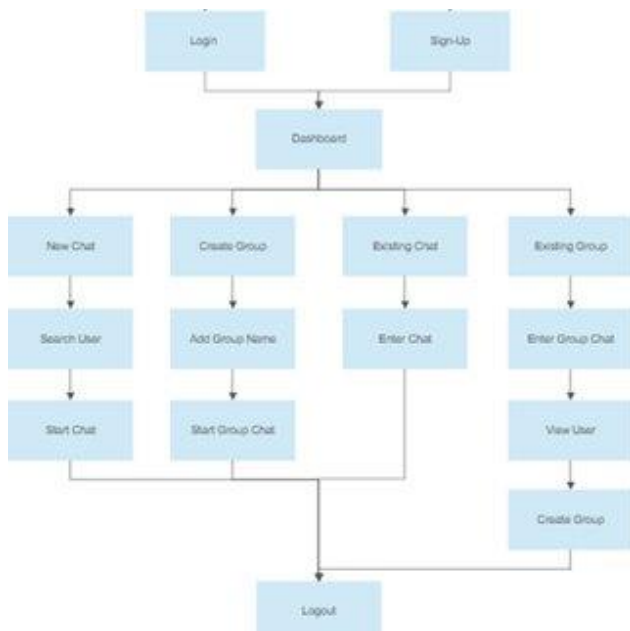 Login
Sign-Up
Dashboard
New Chat
Create Group
Existing Chat
Existing Group
Search User
Add Group Name
Enter Chat
Enter Group Chat
Start Chat
Start Group Chat
View User
Create Group
Logout